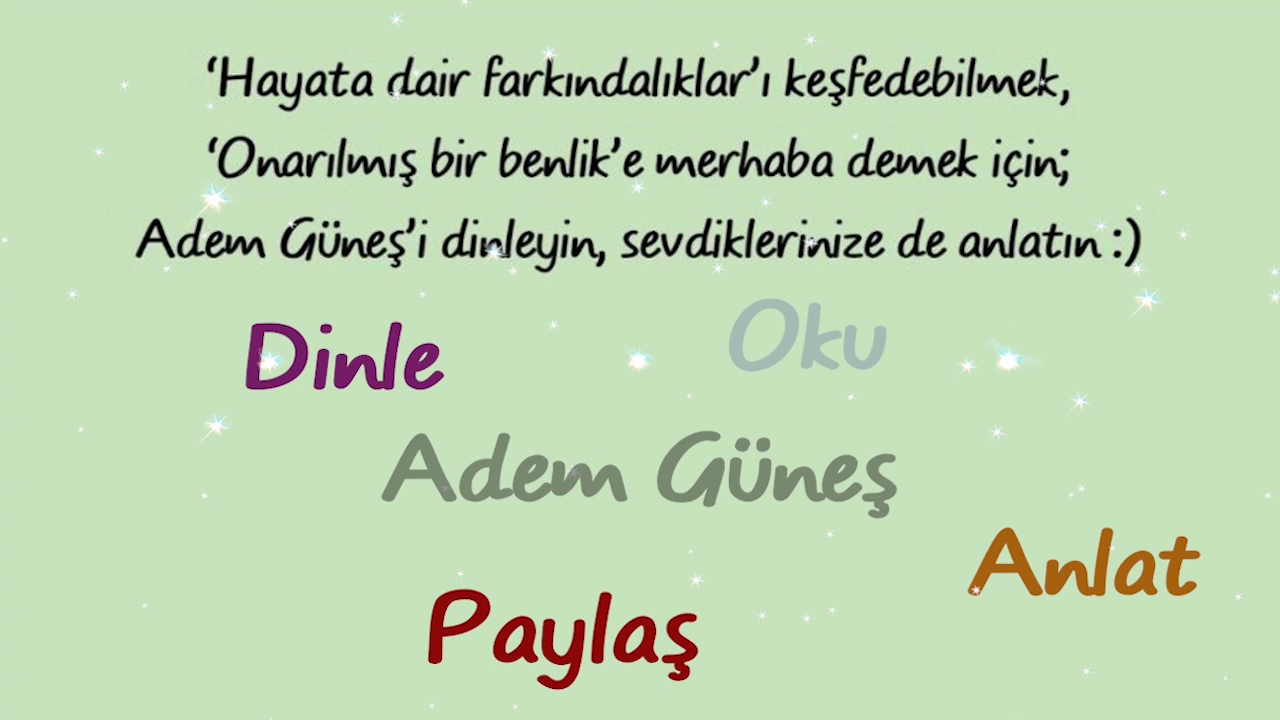 ‘Hayata dair farkındalıklar’ı keşfedebilmek,
‘Onarılmış bir benlik’e merhaba demek için;
Adem Güneş’i dinleyin, sevdiklerinize de anlatın :)
Dinle
Oku
Adem Güneş
Anlat
Paylaş